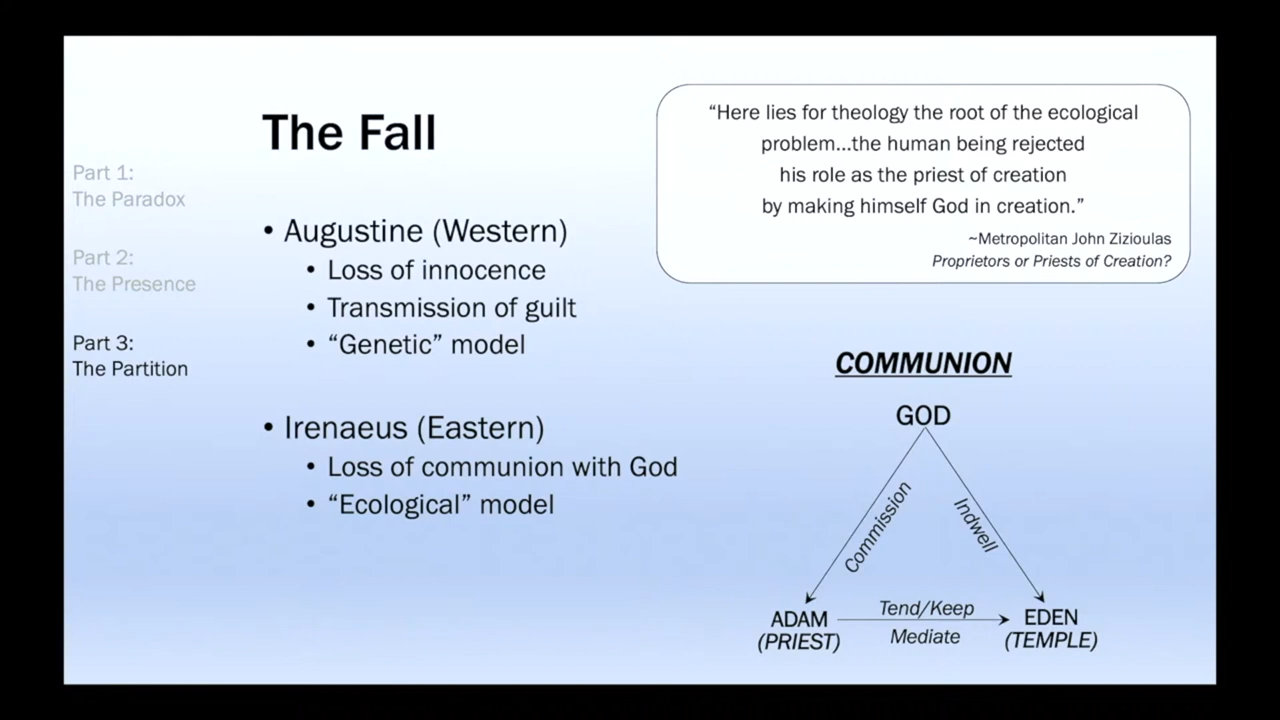 The Fall
Part 1:
The Paradox
Part 2:
The Presence
Part 3:
The Partition
• Augustine (Western)
• Loss of innocence
• Transmission of guilt
• “Genetic” model
• Irenaeus (Eastern)
• Loss of communion with God
• “Ecological” model
“Here lies for theology the root of the ecological
problem...the human being rejected
his role as the priest of creation
by making himself God in creation.”
~Metropolitan John Zizioulas
Proprietors or Priests of Creation?
COMMUNION
GOD
Commission
Indwell
ADAM
(PRIEST)
Tend/Keep
Mediate
EDEN
(TEMPLE)